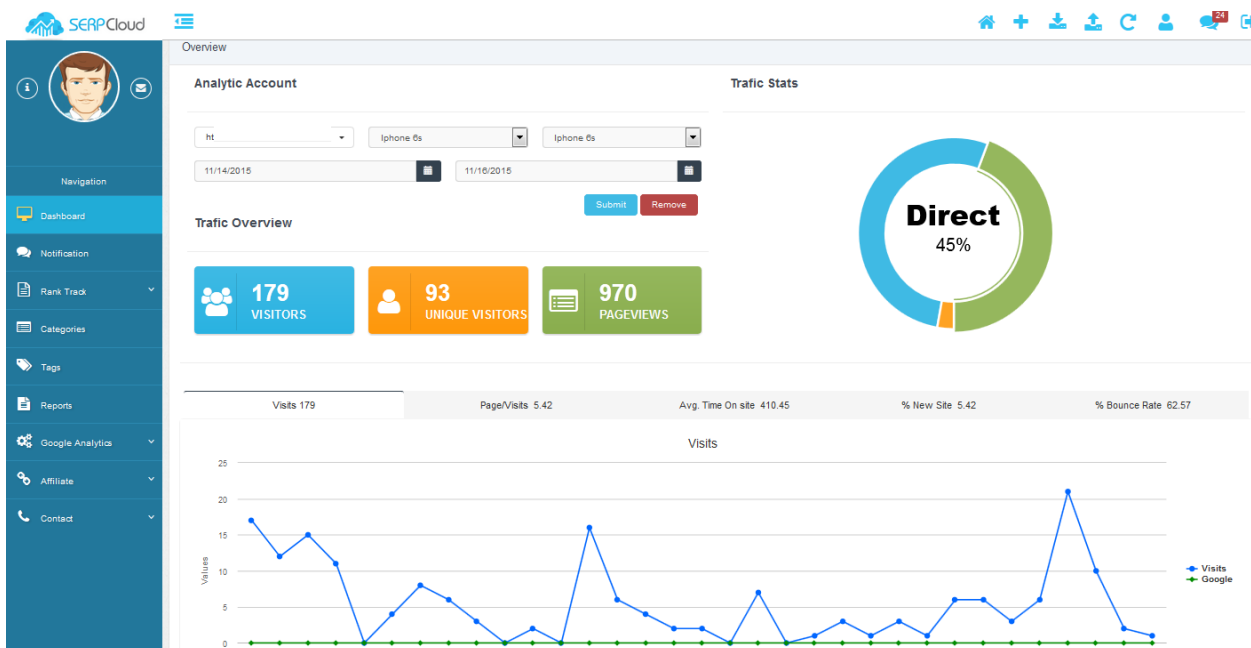 SERPCloud
24
Overview
i
Navigation
Dashboard
Notification
Rank Track
Categories
Tags
Reports
Google Analytics
Affiliate
Contact
Analytic Account
ht
Iphone 6s
Iphone 6s
11/14/2015
11/16/2015
Submit
Remove
Trafic Overview
179
VISITORS
93
UNIQUE VISITORS
970
PAGEVIEWS
Trafic Stats
Direct
45%
Visits 179
Page/Visits 5.42
Avg. Time On site 410.45
% New Site 5.42
% Bounce Rate 62.57
Visits
25
20
15
10
5
0
Values
Visits
Google